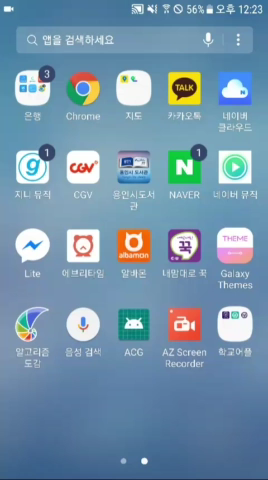 56% 오후 12:23
앱을 검색하세요
3
은행
Chrome
지도
TALK
카카오톡
네이버
클라우드
1
지니 뮤직
CGV
CGV
용인시도서
관
N
1
NAVER
네이버 뮤직
Lite
에브리타임
albamon
알바몬
꾹
내맘대로 꾹
THEME
Galaxy
Themes
알고리즘
도감
음성 검색
ACG
AZ Screen
Recorder
학교어플